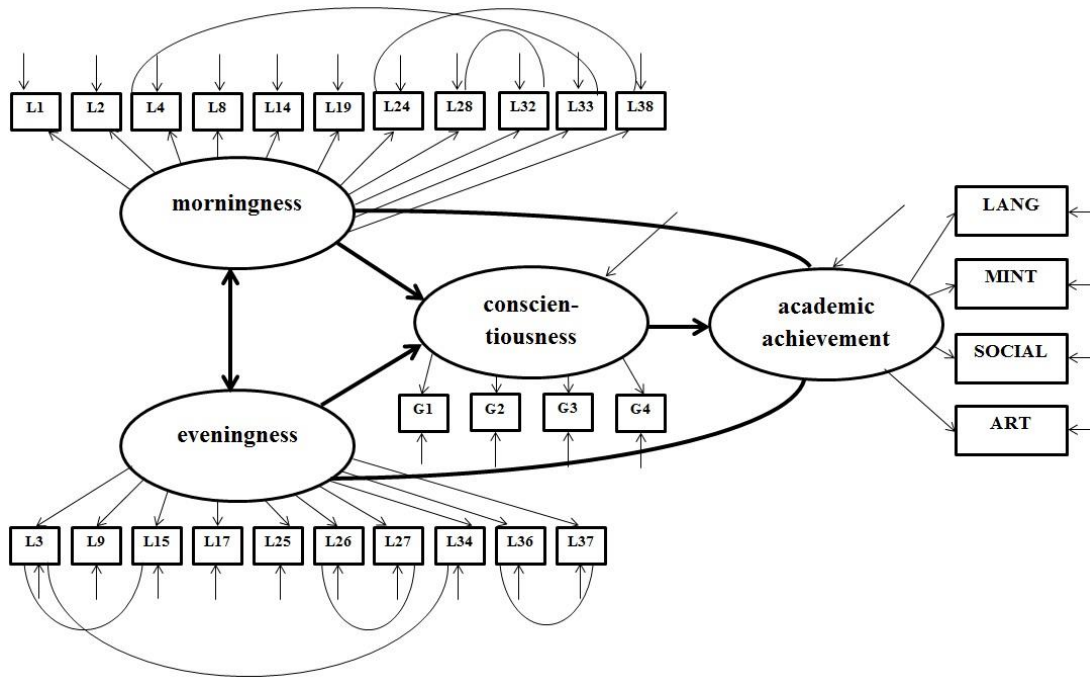 L1 L2 L4 L8 L14 L19 L24 L28 L32 L33 L38
morningness
LANG
MINT
SOCIAL
ART
conscien-
tiousness
academic
achievement
G1 G2 G3 G4
eveningness
L3 L9 L15 L17 L25 L26 L27 L34 L36 L37